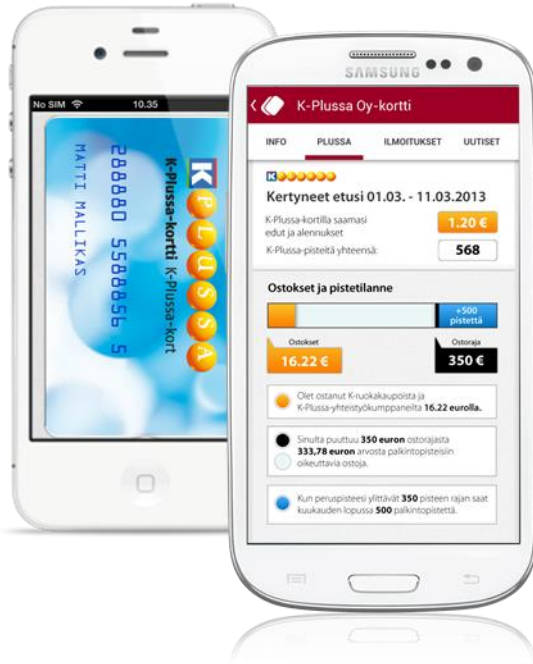 No SIM 10.35
K PLUSSA
K-Plussa-kortti K-Plussa-kort
288880 5588856 5
MATTI MALLIKAS
SAMSUNG
K-Plussa Oy-kortti
INFO PLUSSA ILMOITUKSET UUTISET
K
Kertyneet etusi 01.03. - 11.03.2013
K-Plussa-kortilla saamasi
edut ja alennukset
1.20 €
K-Plussa-pisteitä yhteensä:
568
Ostokset ja pistetilanne
+500
pistettä
Ostokset
16.22 €
Ostoraja
350 €
Olet ostanut K-ruokakaupoista ja
K-Plussa-yhteistyökumppaneilta 16.22 eurolla.
Sinulta puuttuu 350 euron ostorajasta
333,78 euron arvosta palkintopisteisiin
oikeuttavia ostoja.
Kun peruspisteesi ylittävät 350 pisteen rajan saat
kuukauden lopussa 500 palkintopistettä.